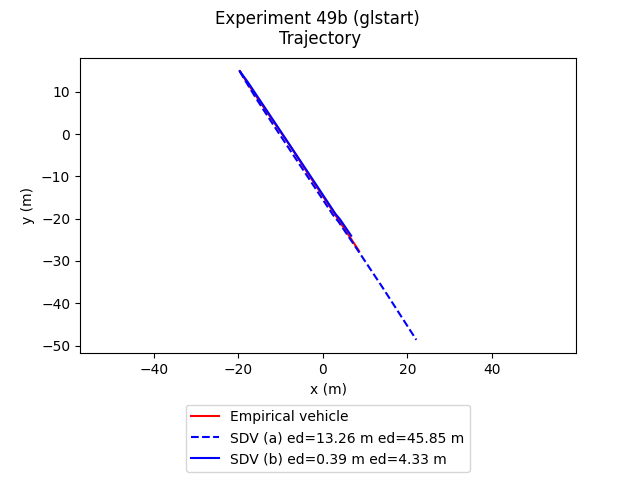 Experiment 49b (glstart)
Trajectory
10
0
−10
−20
−30
−40
−50
y (m)
−40
−20
0
20
40
x (m)
Empirical vehicle
SDV (a) ed=13.26 m ed=45.85 m
SDV (b) ed=0.39 m ed=4.33 m